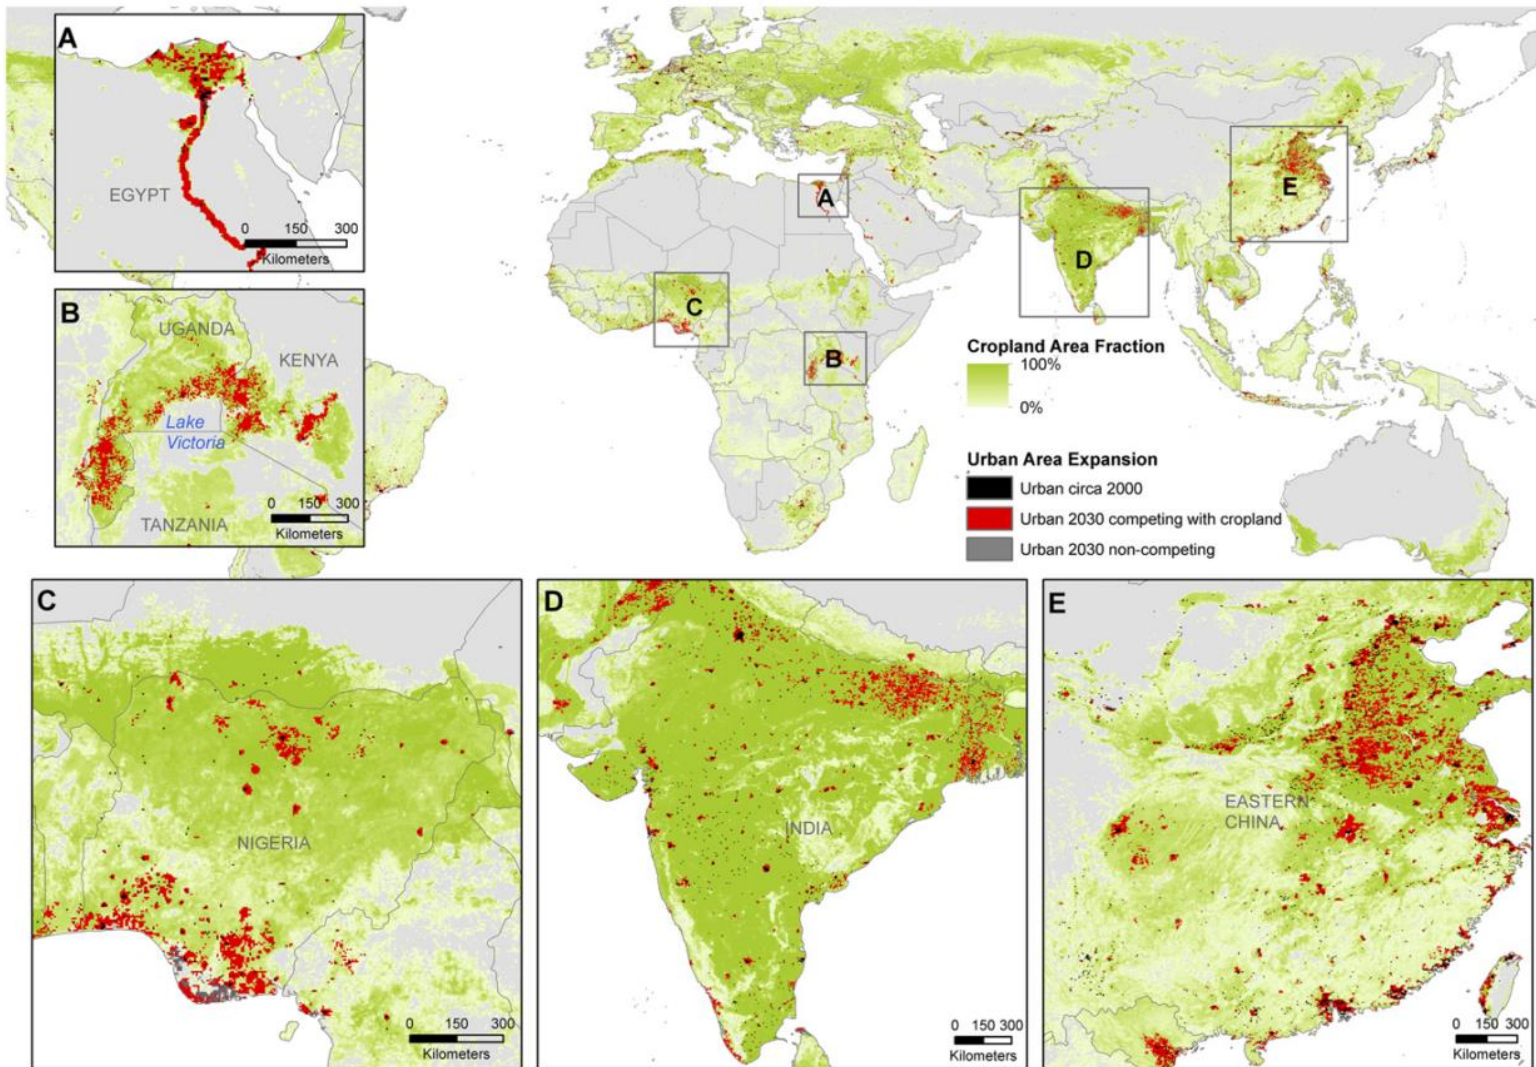 A
EGYPT
0 150 300
Kilometers
B
UGANDA
KENYA
Lake
Victoria
TANZANIA
0 150 300
Kilometers
A
B
C
D
E
Cropland Area Fraction
100%
0%
Urban Area Expansion
Urban circa 2000
Urban 2030 competing with cropland
Urban 2030 non-competing
C
NIGERIA
0 150 300
Kilometers
D
INDIA
0 150 300
Kilometers
E
EASTERN
CHINA
0 150 300
Kilometers